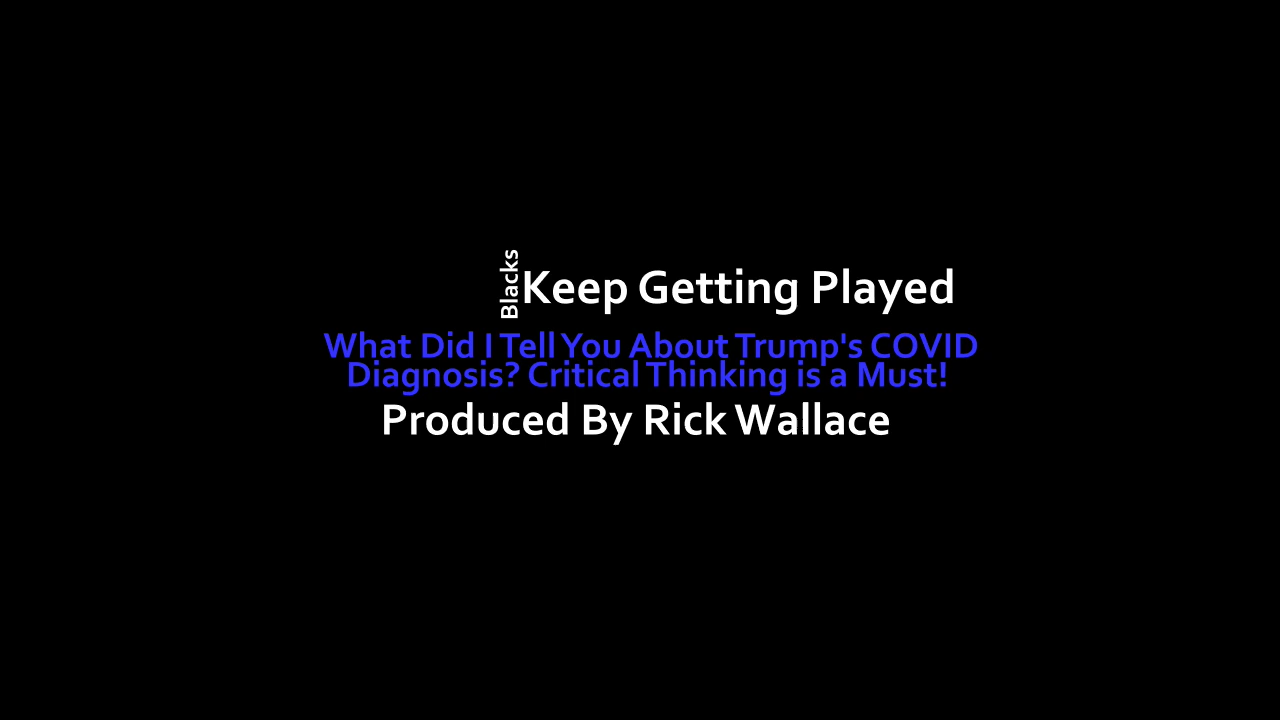 Blacks
Keep Getting Played
What Did I Tell You About Trump's COVID
Diagnosis? Critical Thinking is a Must!
Produced By Rick Wallace